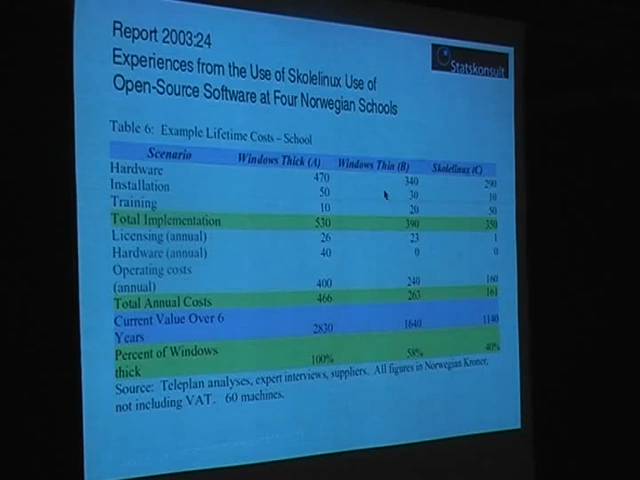 Report 2003:24
Experiences from the Use of Skolelinux Use of
Open-Source Software at Four Norwegian Schools
Statskonsult
Table 6: Example Lifetime Costs – School
Scenario Windows Thick (A) Windows Thin (B) Skolelinux (C)
Hardware 470 340 290
Installation 50 30 10
Training 10 20 50
Total Implementation 530 390 350
Licensing (annual) 26 23 1
Hardware (annual) 40 0 0
Operating costs
(annual) 400 240 160
Total Annual Costs 466 263 161
Current Value Over 6
Years 2830 1640 1140
Percent of Windows
thick 100% 58% 40%
Source: Teleplan analyses, expert interviews, suppliers. All figures in Norwegian Kroner,
not including VAT. 60 machines.